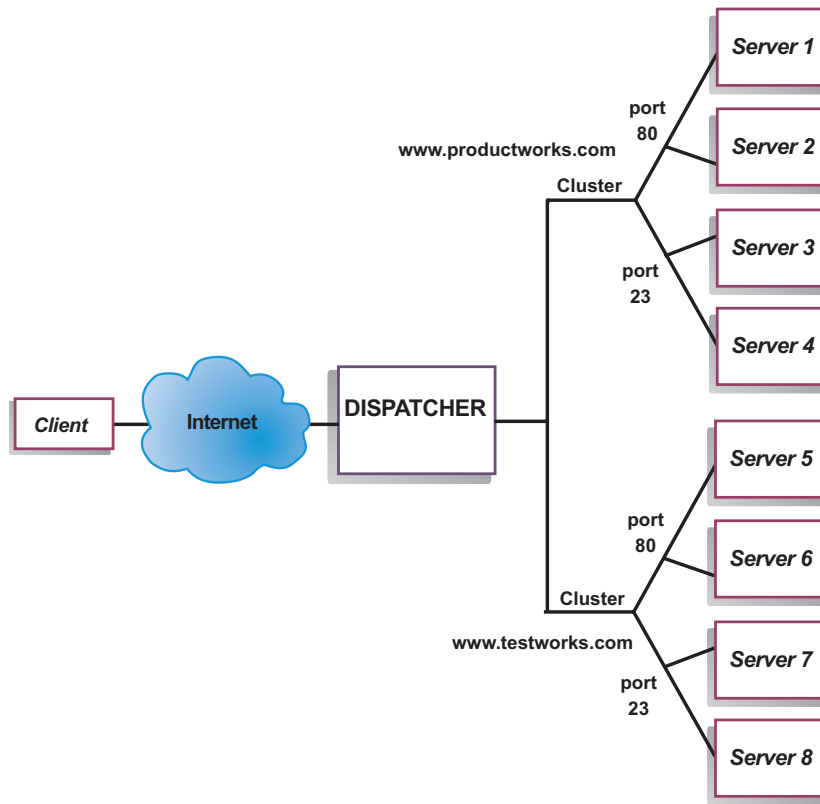 Server 1
port
80
www.productworks.com
Server 2
Cluster
Server 3
port
23
Server 4
DISPATCHER
Internet
Client
Server 5
port
80
Server 6
Cluster
www.testworks.com
Server 7
port
23
Server 8